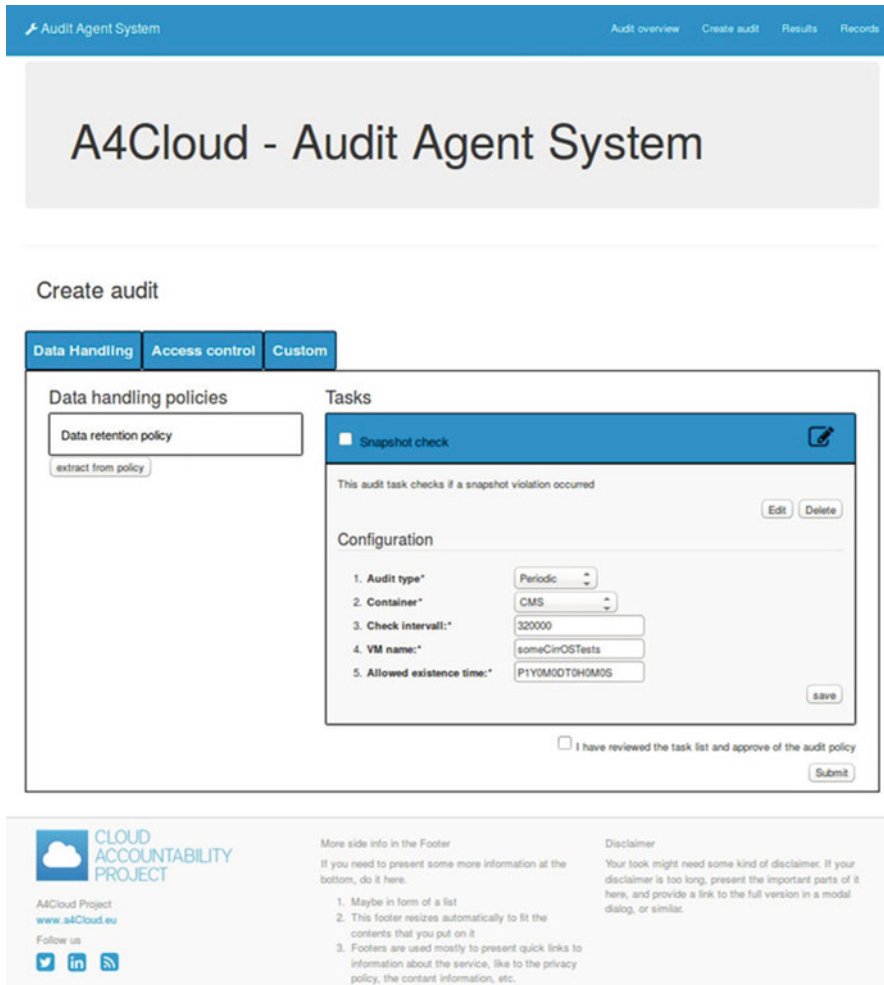 Audit Agent System
Audit overview Create audit Results Records
A4Cloud - Audit Agent System
Create audit
Data Handling Access control Custom
Data handling policies
Data retention policy
extract from policy
Tasks
Snapshot check
This audit task checks if a snapshot violation occurred
Edit Delete
Configuration
1. Audit type* Periodic
2. Container* CMS
3. Check intervall:* 320000
4. VM name:* someCirrOSTests
5. Allowed existence time:* P1Y0M0DT0H0M0S
save
I have reviewed the task list and approve of the audit policy
Submit
CLOUD
ACCOUNTABILITY
PROJECT
A4Cloud Project
www.a4Cloud.eu
Follow us
in
More side info in the Footer
If you need to present some more information at the
bottom, do it here.
1. Maybe in form of a list
2. This footer resizes automatically to fit the
contents that you put on it
3. Footers are used mostly to present quick links to
information about the service, like to the privacy
policy, the contant information, etc.
Disclaimer
Your took might need some kind of disclaimer. If your
disclaimer is too long, present the important parts of it
here, and provide a link to the full version in a modal
dialog, or similar.